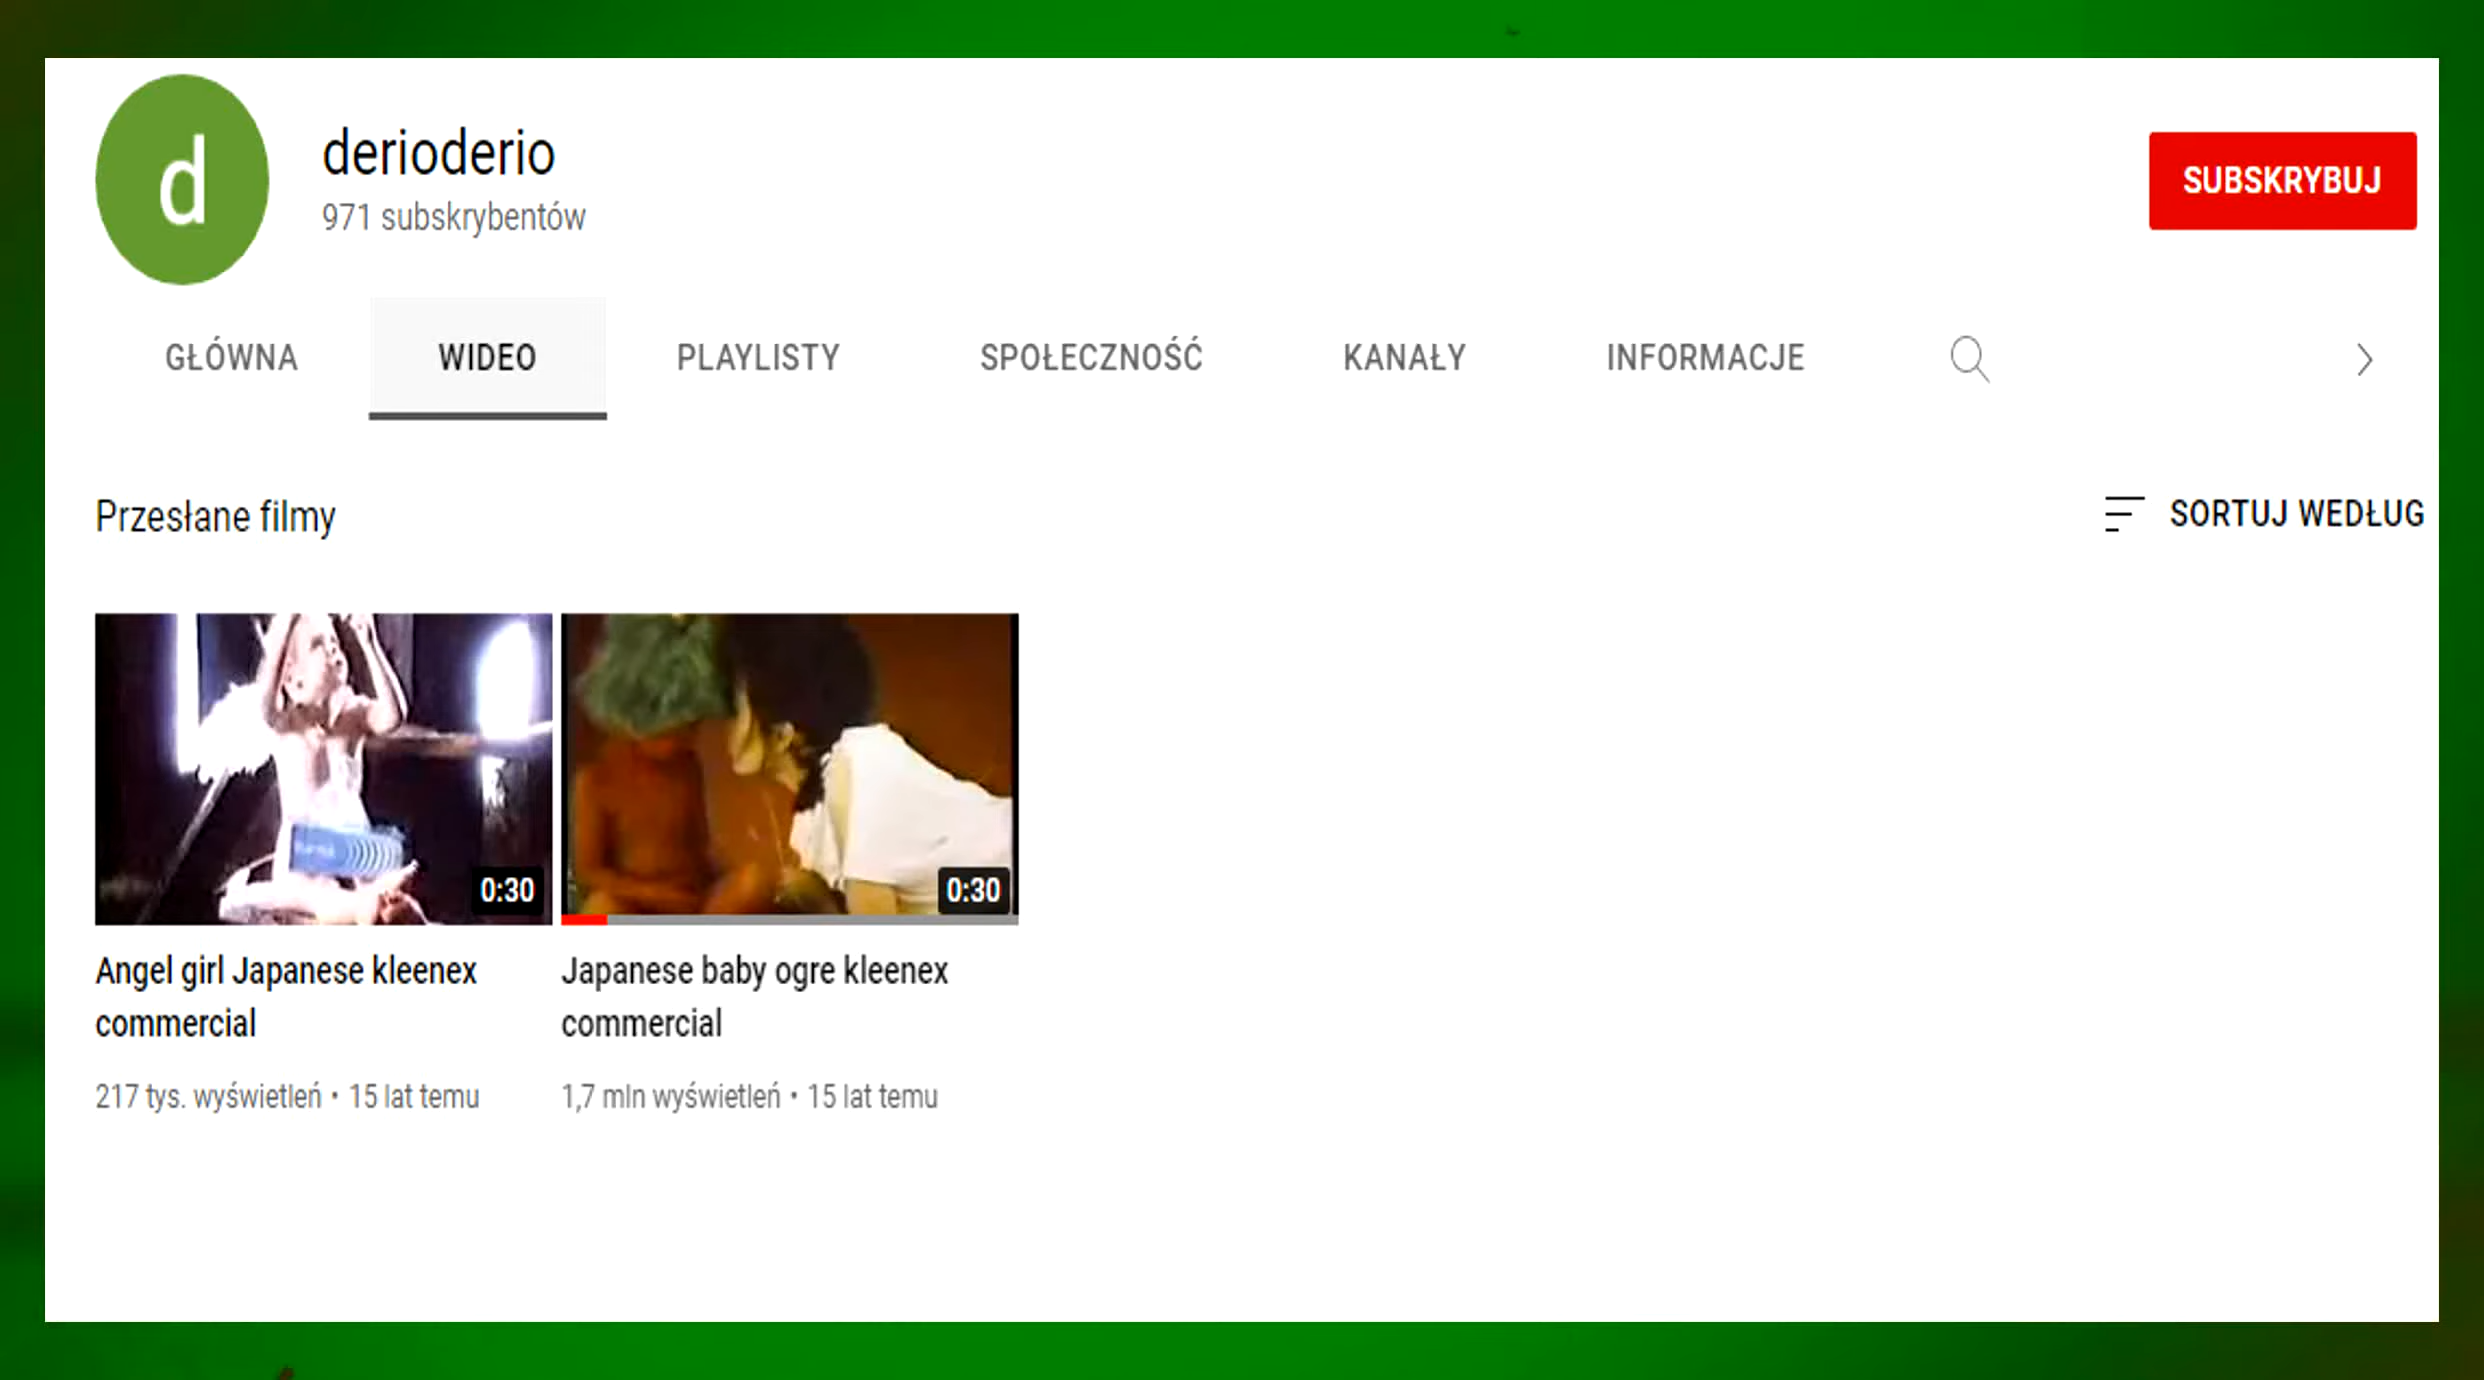 d
derioderio
971 subskrybentów
SUBSKRYBUJ
GŁÓWNA WIDEO PLAYLISTY SPOŁECZNOŚĆ KANAŁY INFORMACJE
Przesłane filmy
SORTUJ WEDŁUG
0:30
Angel girl Japanese kleenex
commercial
217 tys. wyświetleń • 15 lat temu
0:30
Japanese baby ogre kleenex
commercial
1,7 mln wyświetleń • 15 lat temu